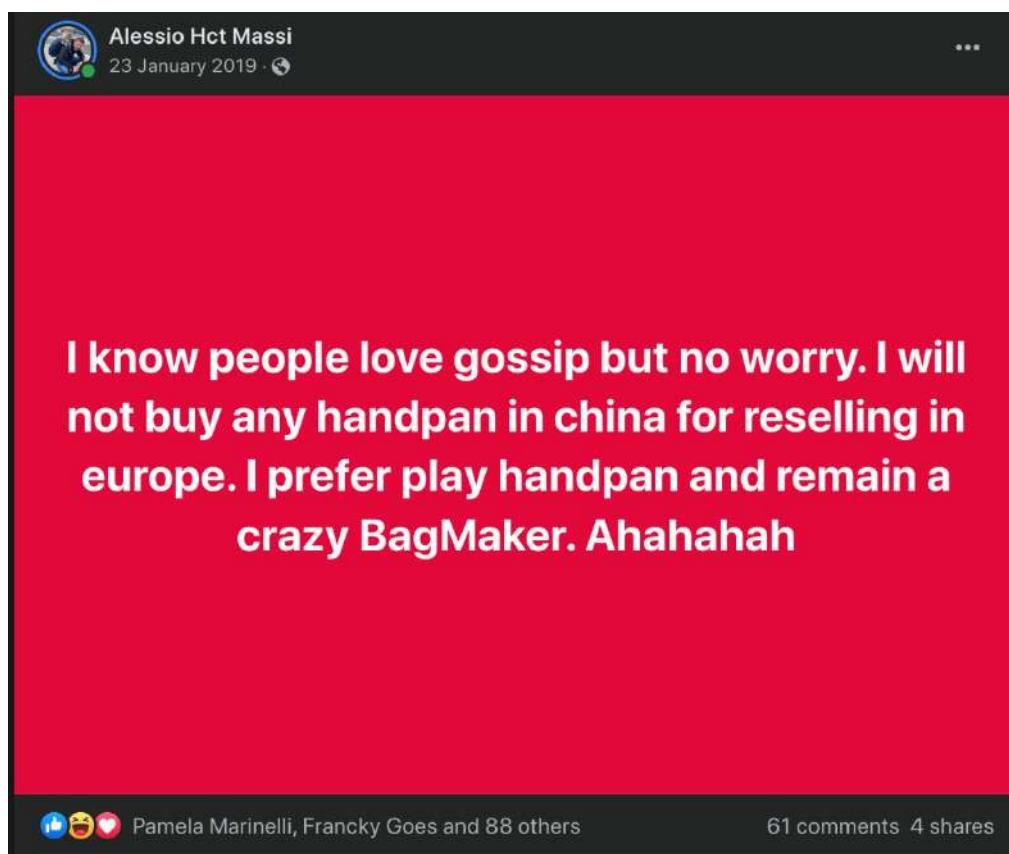 Alessio Hct Massi
23 January 2019 ·
I know people love gossip but no worry. I will
not buy any handpan in china for reselling in
europe. I prefer play handpan and remain a
crazy BagMaker. Ahahahah
Pamela Marinelli, Francky Goes and 88 others
61 comments 4 shares